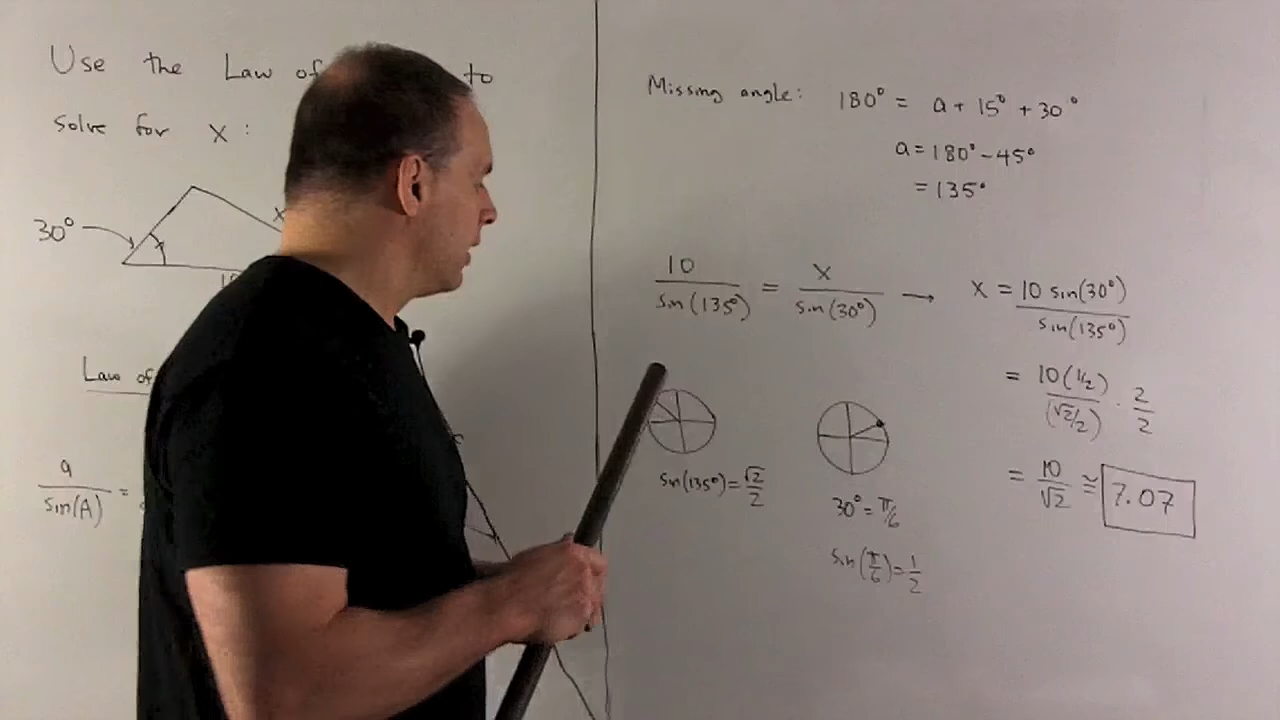 Use the Law of to
solve for x :
30°
x
Law of
a / sin(A) =
Missing angle: 180° = a + 15° + 30°
a = 180° - 45°
= 135°
10 / sin(135°) = x / sin(30°) → x = 10 sin(30°) / sin(135°)
= 10(1/2) / (√2/2) · 2/2
= 10 / √2 ≅ 7.07
sin(135°) = √2/2
30° = π/6
sin(π/6) = 1/2